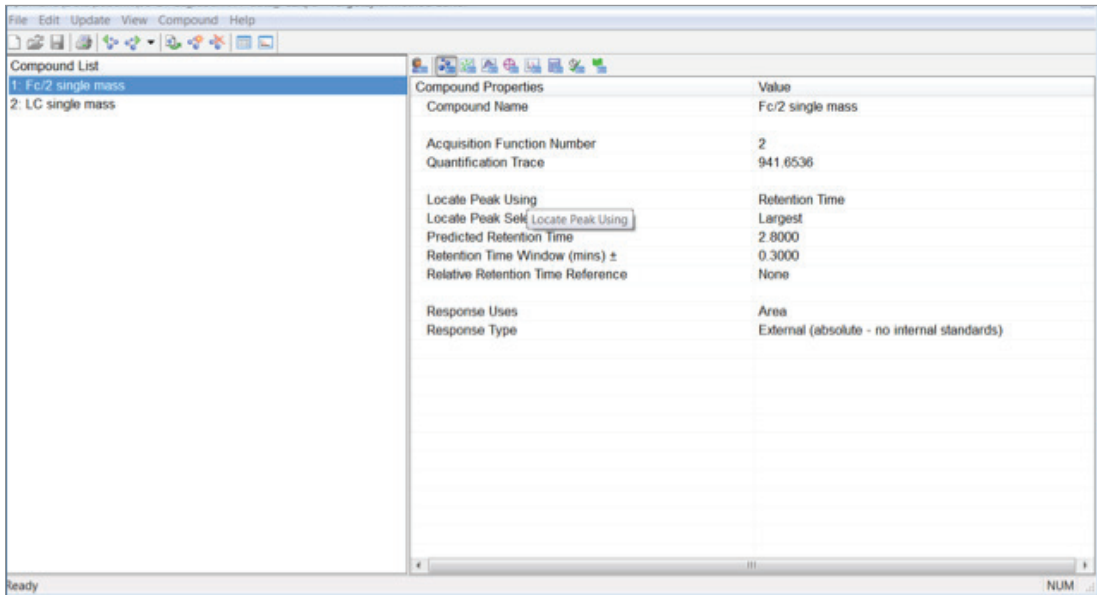 File Edit Update View Compound Help
Compound List
1: Fc/2 single mass
2: LC single mass
Compound Properties Value
Compound Name Fc/2 single mass
Acquisition Function Number 2
Quantification Trace 941.6536
Locate Peak Using Retention Time
Locate Peak Sele Locate Peak Using Largest
Predicted Retention Time 2.8000
Retention Time Window (mins) ± 0.3000
Relative Retention Time Reference None
Response Uses Area
Response Type External (absolute - no internal standards)
Ready NUM